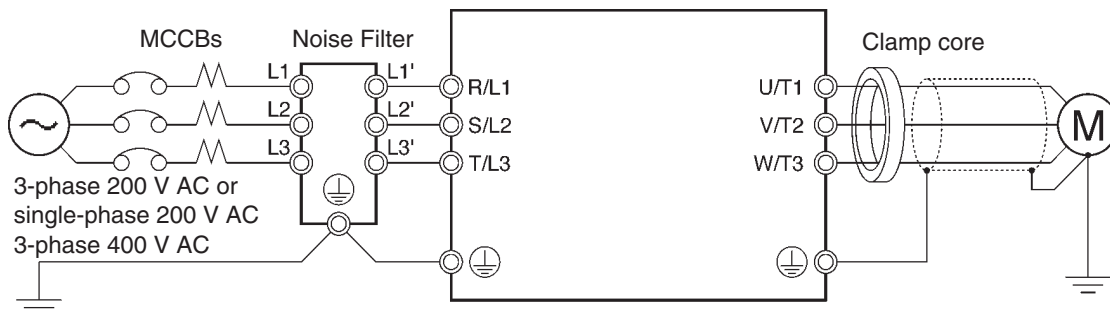 MCCBs
Noise Filter
Clamp core
L1
L1'
R/L1
U/T1
L2
L2'
S/L2
V/T2
M
L3
L3'
T/L3
W/T3
3-phase 200 V AC or
single-phase 200 V AC
3-phase 400 V AC